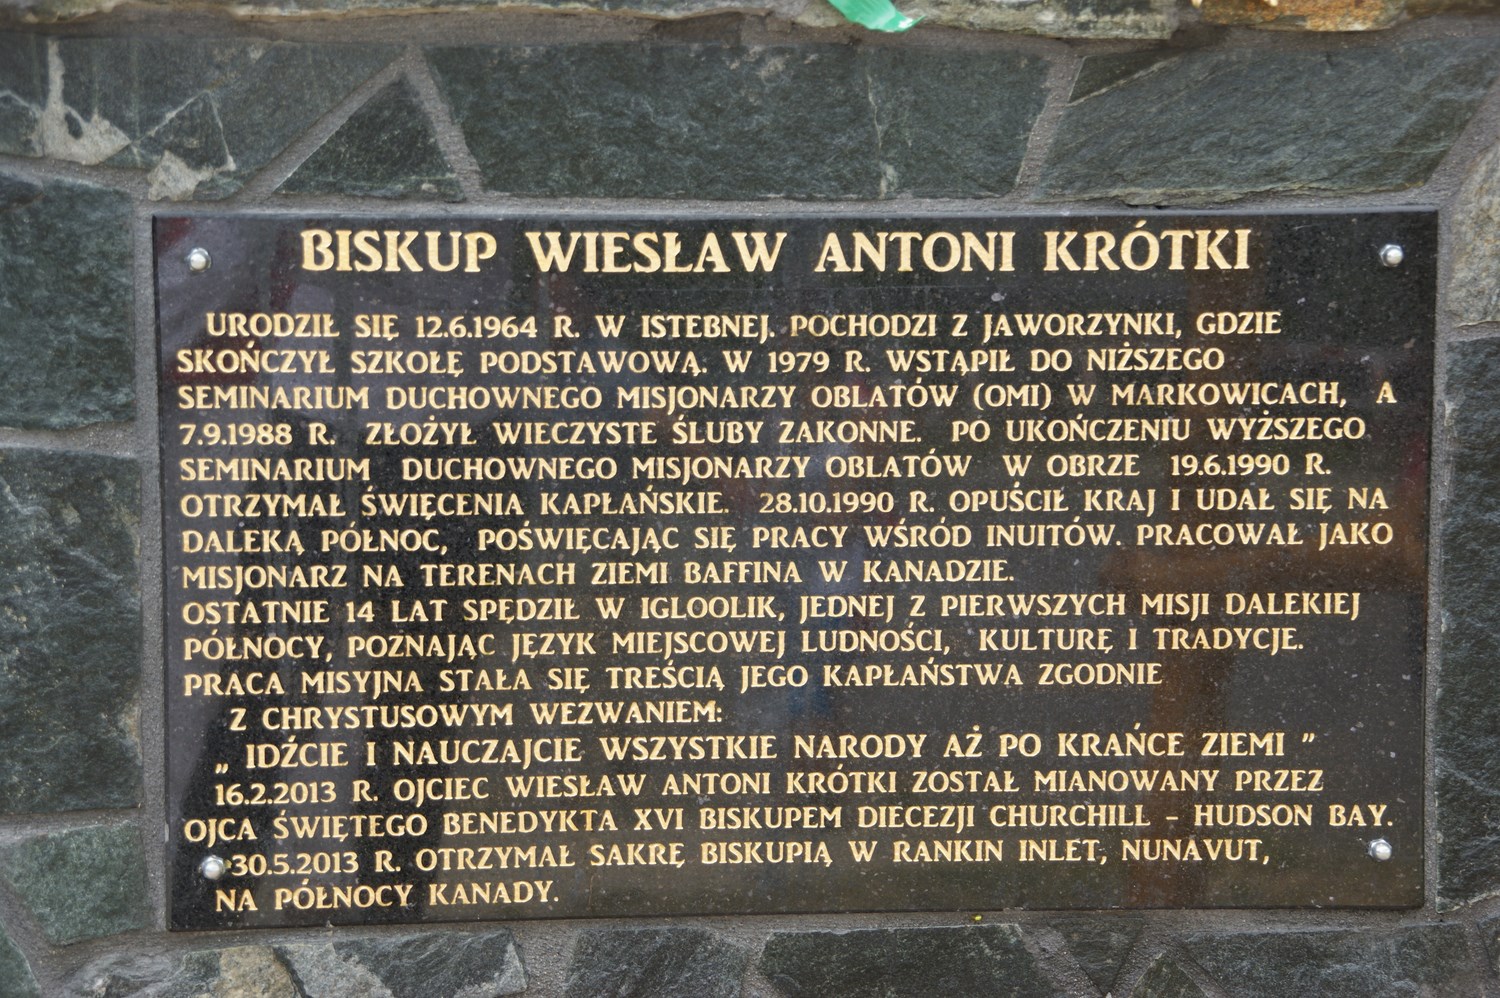 BISKUP WIESŁAW ANTONI KRÓTKI
URODZIŁ SIĘ 12.6.1964 R. W ISTEBNEJ. POCHODZI Z JAWORZYNKI, GDZIE
SKOŃCZYŁ SZKOŁĘ PODSTAWOWĄ. W 1979 R. WSTĄPIŁ DO NIŻSZEGO
SEMINARIUM DUCHOWNEGO MISJONARZY OBLATÓW (OMI) W MARKOWICACH, A
7.9.1988 R. ZŁOŻYŁ WIECZYSTE ŚLUBY ZAKONNE. PO UKOŃCZENIU WYŻSZEGO
SEMINARIUM DUCHOWNEGO MISJONARZY OBLATÓW W OBRZE 19.6.1990 R.
OTRZYMAŁ ŚWIĘCENIA KAPŁAŃSKIE. 28.10.1990 R. OPUŚCIŁ KRAJ I UDAŁ SIĘ NA
DALEKĄ PÓŁNOC, POŚWIĘCAJĄC SIĘ PRACY WŚRÓD INUITÓW. PRACOWAŁ JAKO
MISJONARZ NA TERENACH ZIEMI BAFFINA W KANADZIE.
OSTATNIE 14 LAT SPĘDZIŁ W IGLOOLIK, JEDNEJ Z PIERWSZYCH MISJI DALEKIEJ
PÓŁNOCY, POZNAJĄC JĘZYK MIEJSCOWEJ LUDNOŚCI, KULTURĘ I TRADYCJE.
PRACA MISYJNA STAŁA SIĘ TREŚCIĄ JEGO KAPŁAŃSTWA ZGODNIE
Z CHRYSTUSOWYM WEZWANIEM:
„ IDŹCIE I NAUCZAJCIE WSZYSTKIE NARODY AŻ PO KRAŃCE ZIEMI ”
16.2.2013 R. OJCIEC WIESŁAW ANTONI KRÓTKI ZOSTAŁ MIANOWANY PRZEZ
OJCA ŚWIĘTEGO BENEDYKTA XVI BISKUPEM DIECEZJI CHURCHILL – HUDSON BAY.
30.5.2013 R. OTRZYMAŁ SAKRĘ BISKUPIĄ W RANKIN INLET, NUNAVUT,
NA PÓŁNOCY KANADY.